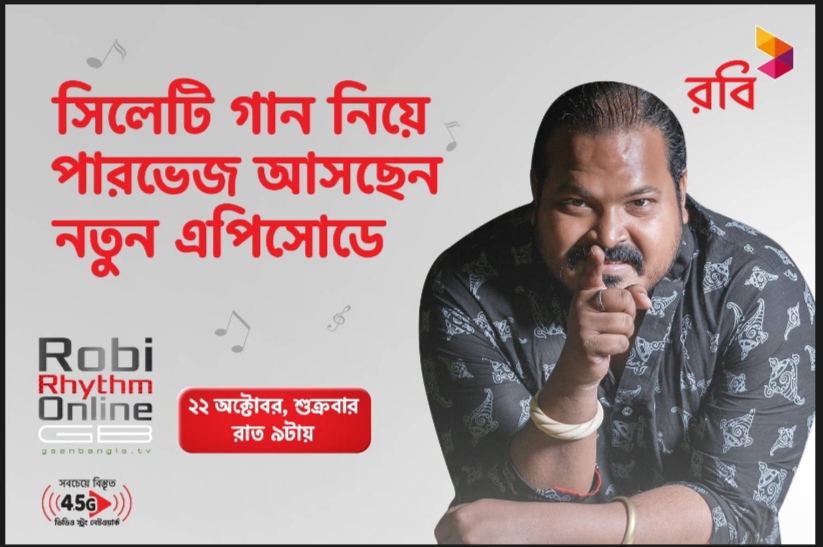 রবি
সিলেটি গান নিয়ে
পারভেজ আসছেন
নতুন এপিসোডে
Robi
Rhythm
Online
GB
gaanbangla.tv
২২ অক্টোবর, শুক্রবার
রাত ৯টায়
সবচেয়ে বিস্তৃত
4.5G
ভিডিও স্ট্রং নেটওয়ার্ক